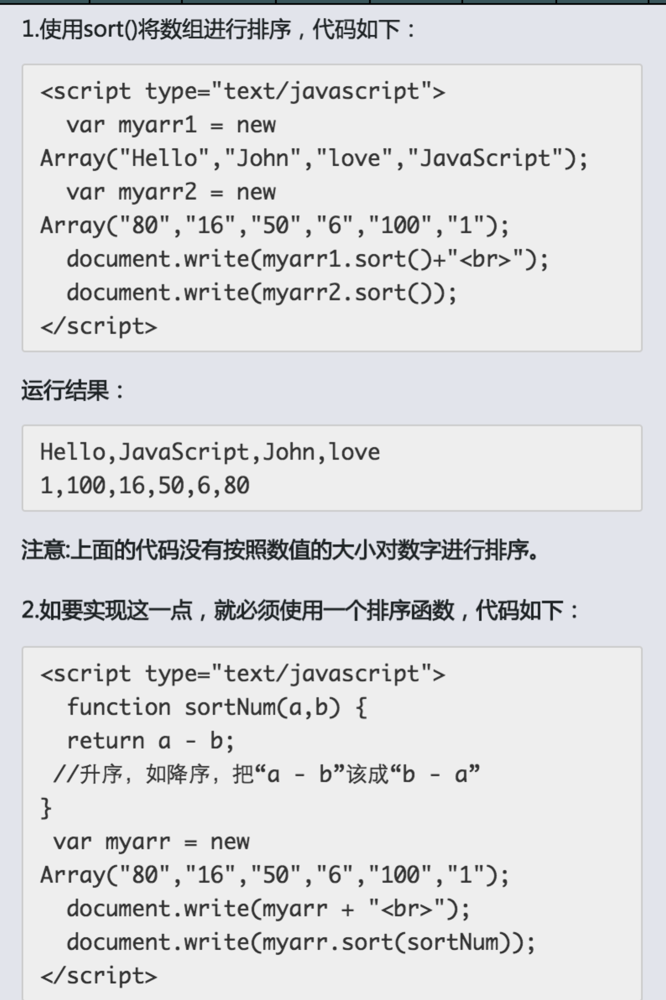 1.使用sort()将数组进行排序，代码如下：
<script type="text/javascript">
  var myarr1 = new
Array("Hello","John","love","JavaScript");
  var myarr2 = new
Array("80","16","50","6","100","1");
  document.write(myarr1.sort()+"<br>");
  document.write(myarr2.sort());
</script>
运行结果：
Hello,JavaScript,John,love
1,100,16,50,6,80
注意:上面的代码没有按照数值的大小对数字进行排序。
2.如要实现这一点，就必须使用一个排序函数，代码如下：
<script type="text/javascript">
  function sortNum(a,b) {
  return a - b;
 //升序，如降序，把“a - b”该成“b - a”
}
 var myarr = new
Array("80","16","50","6","100","1");
  document.write(myarr + "<br>");
  document.write(myarr.sort(sortNum));
</script>